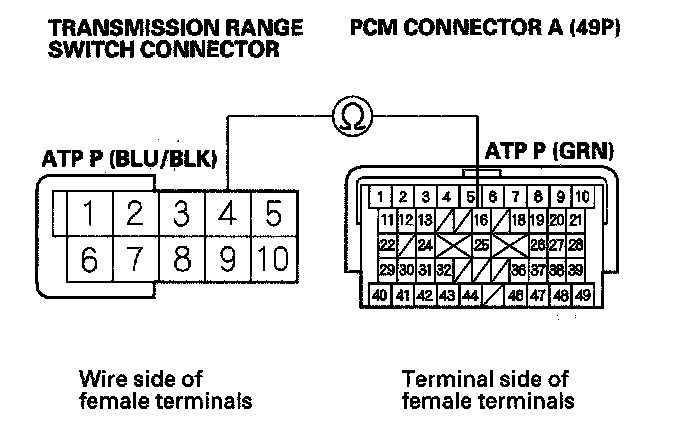 TRANSMISSION RANGE
SWITCH CONNECTOR
PCM CONNECTOR A (49P)
Ω
ATP P (BLU/BLK)
ATP P (GRN)
1 2 3 4 5
6 7 8 9 10
1 2 3 4 5 6 7 8 9 10
11 12 13 16 18 19 20 21
22 24 25 26 27 28
29 30 31 32 36 37 38 39
40 41 42 43 44 46 47 48 49
Wire side of
female terminals
Terminal side of
female terminals